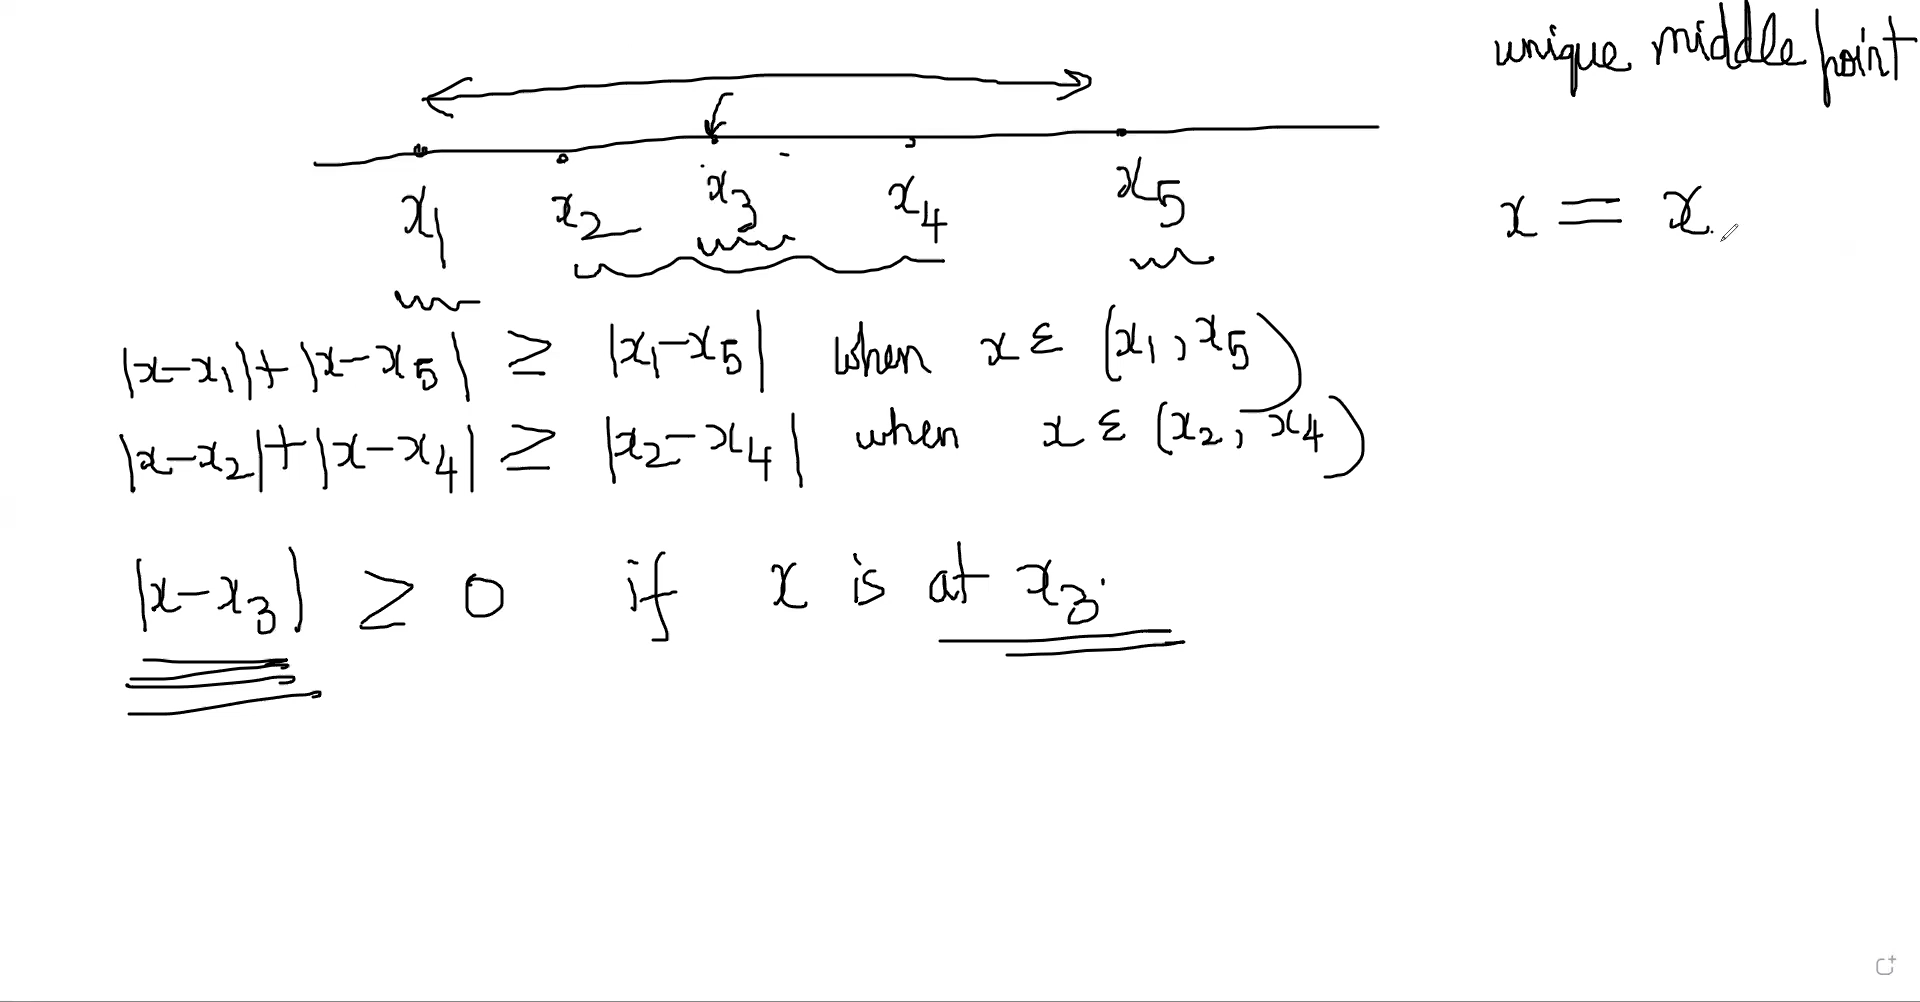 unique middle point
x₁ x₂ x₃ x₄ x₅
x = x
|x-x₁|+|x-x₅| ≥ |x₁-x₅| when x ε (x₁, x₅)
|x-x₂|+|x-x₄| ≥ |x₂-x₄| when x ε (x₂, x₄)
|x-x₃| ≥ 0 if x is at x₃.